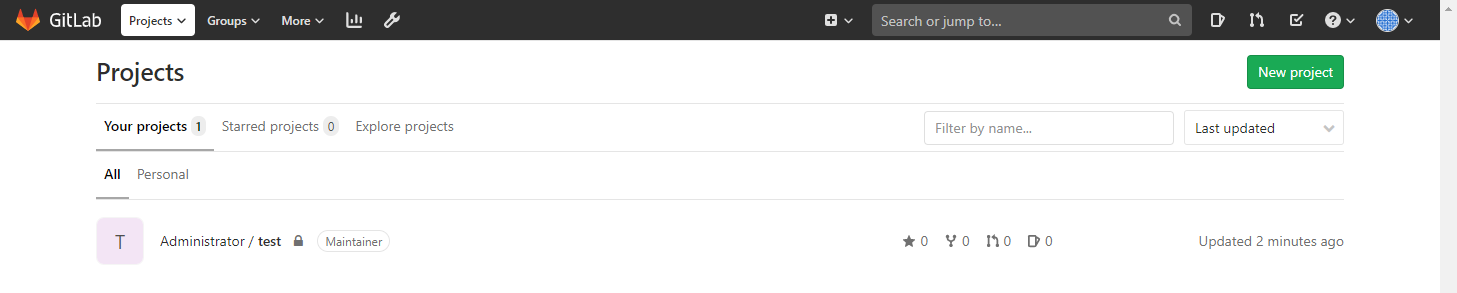 GitLab Projects Groups More Search or jump to...
Projects New project
Your projects 1 Starred projects 0 Explore projects Filter by name... Last updated
All Personal
T Administrator / test Maintainer 0 0 0 0 Updated 2 minutes ago